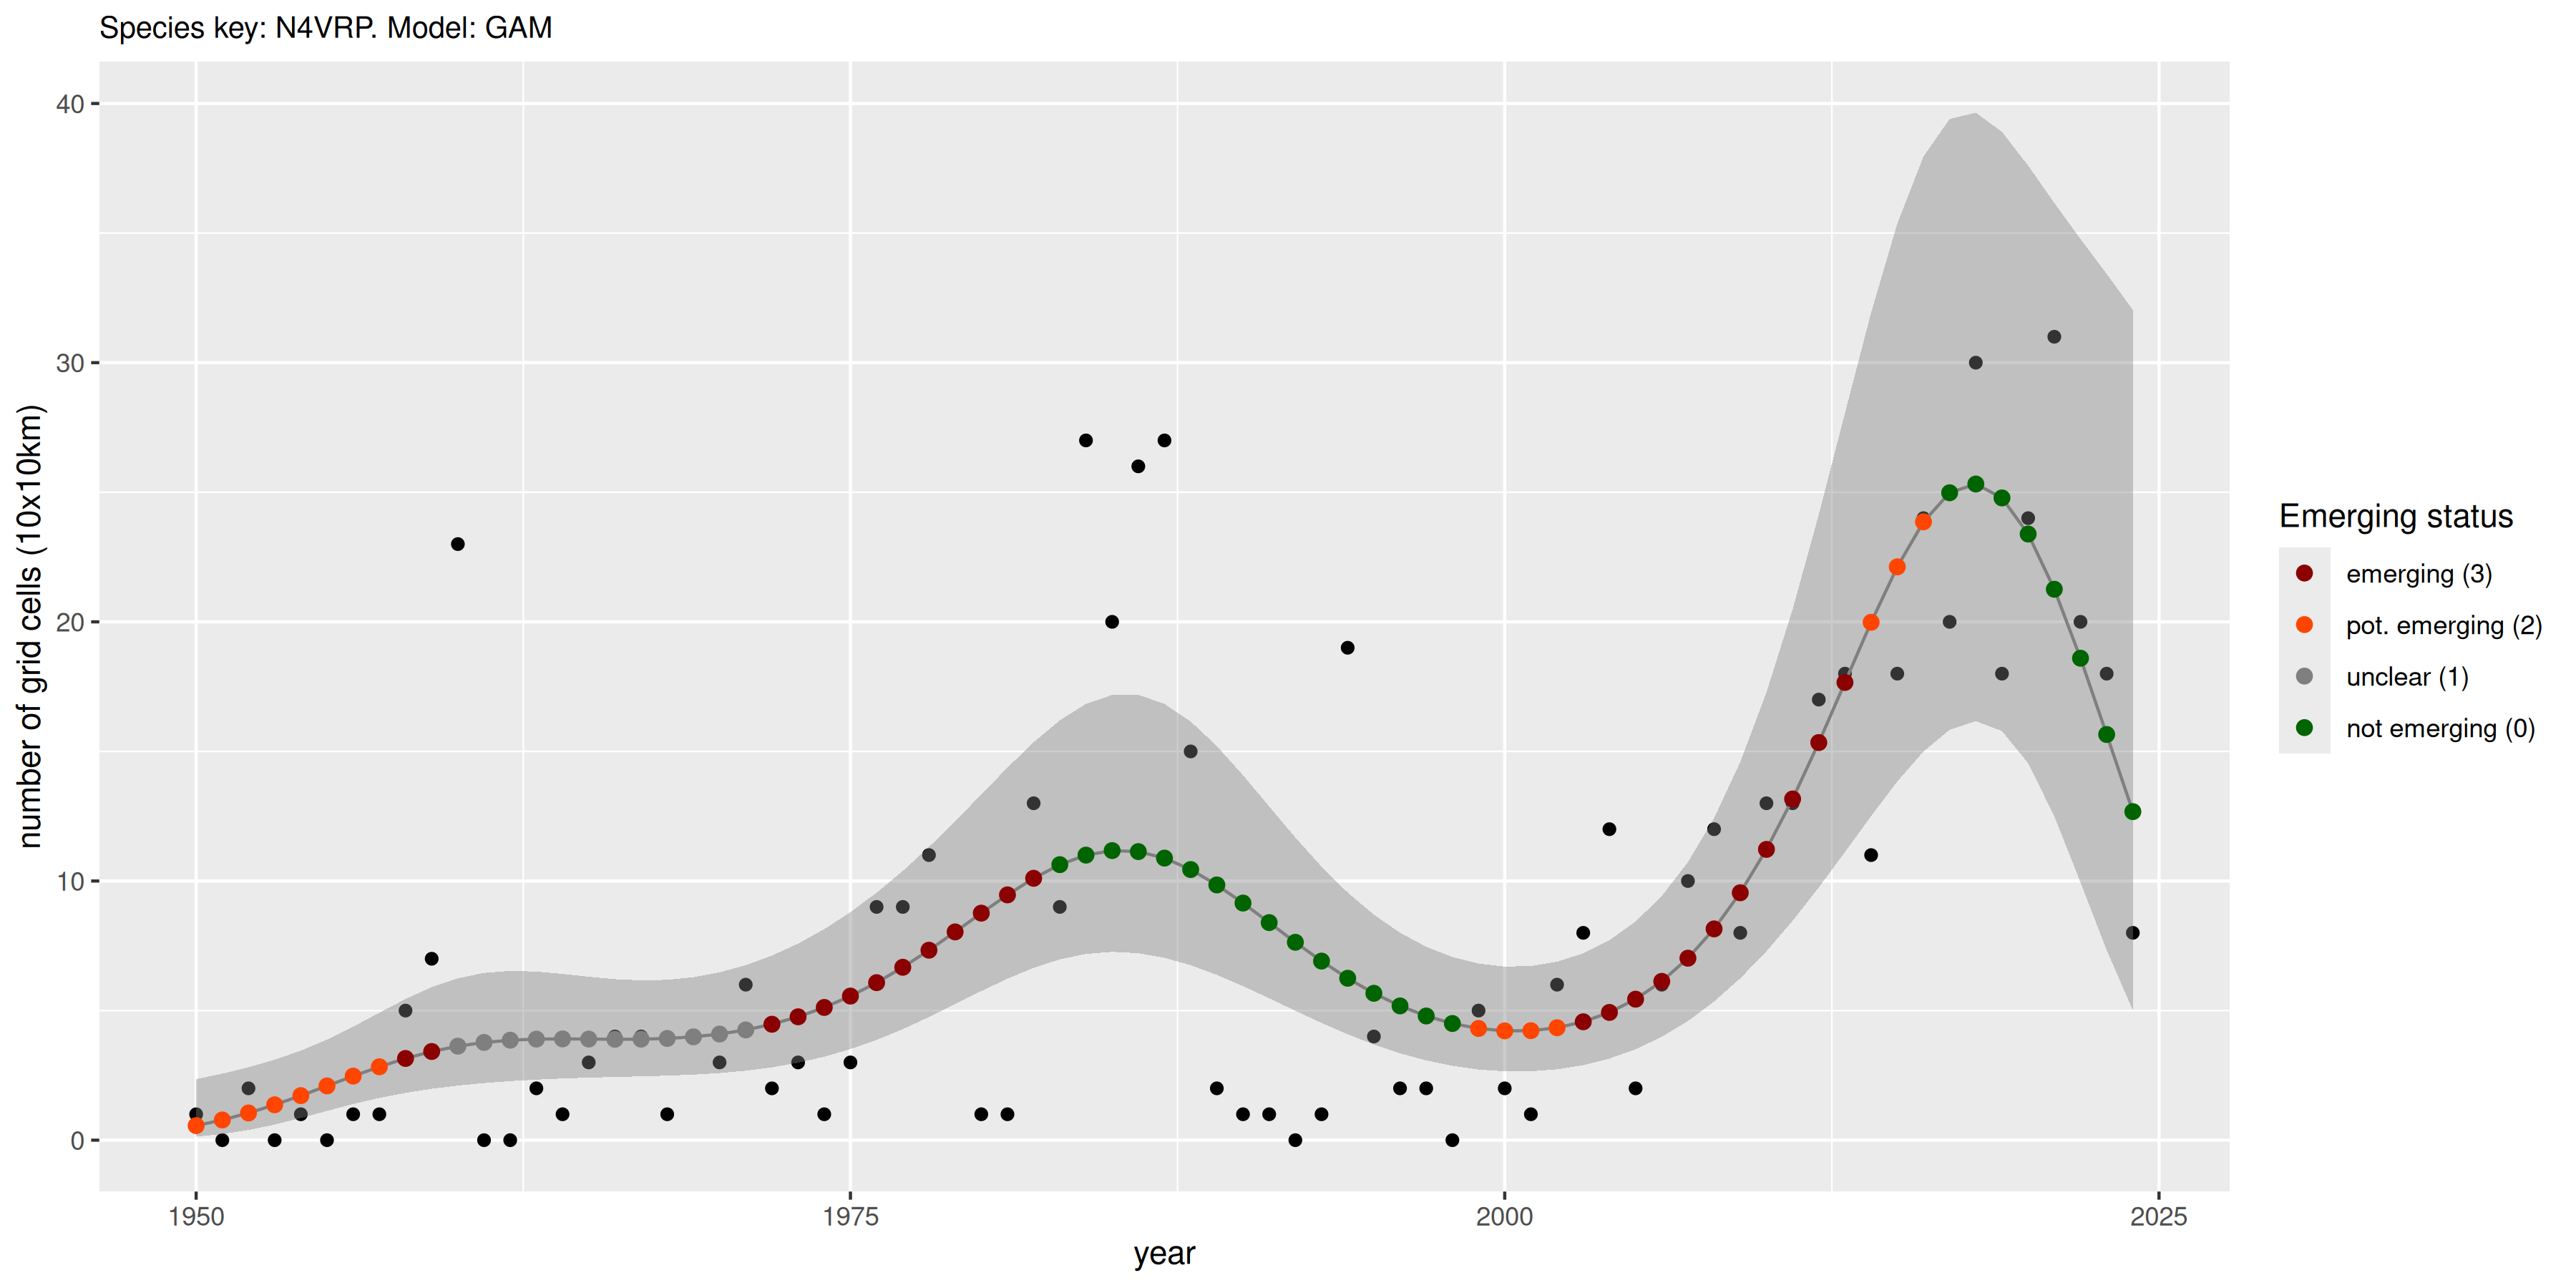 Species key: N4VRP. Model: GAM
40
30
20
10
0
number of grid cells (10x10km)
1950
1975
2000
2025
year
Emerging status
emerging (3)
pot. emerging (2)
unclear (1)
not emerging (0)